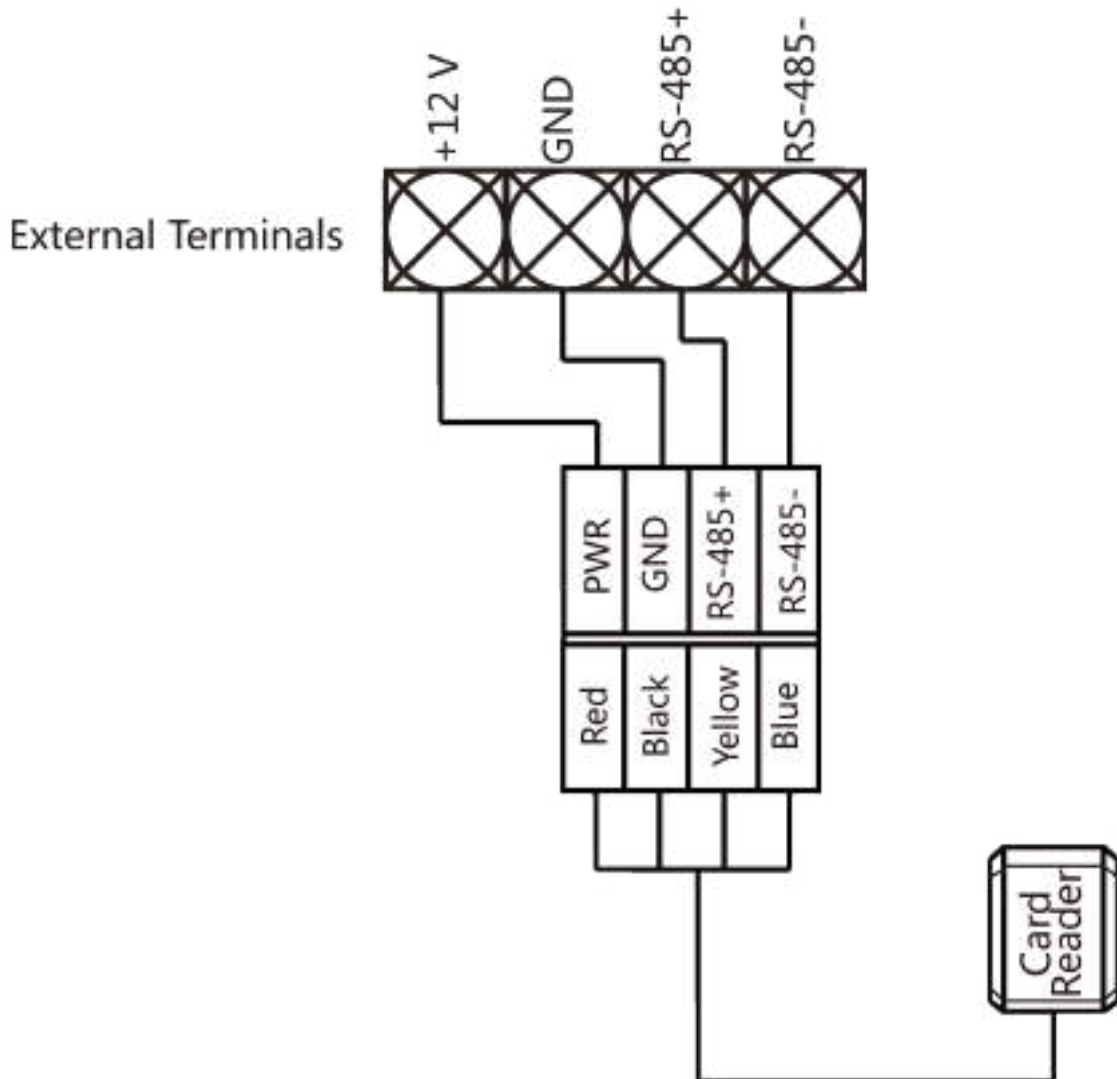 +12 V
GND
RS-485+
RS-485-
External Terminals
PWR
GND
RS-485+
RS-485-
Red
Black
Yellow
Blue
Card
Reader